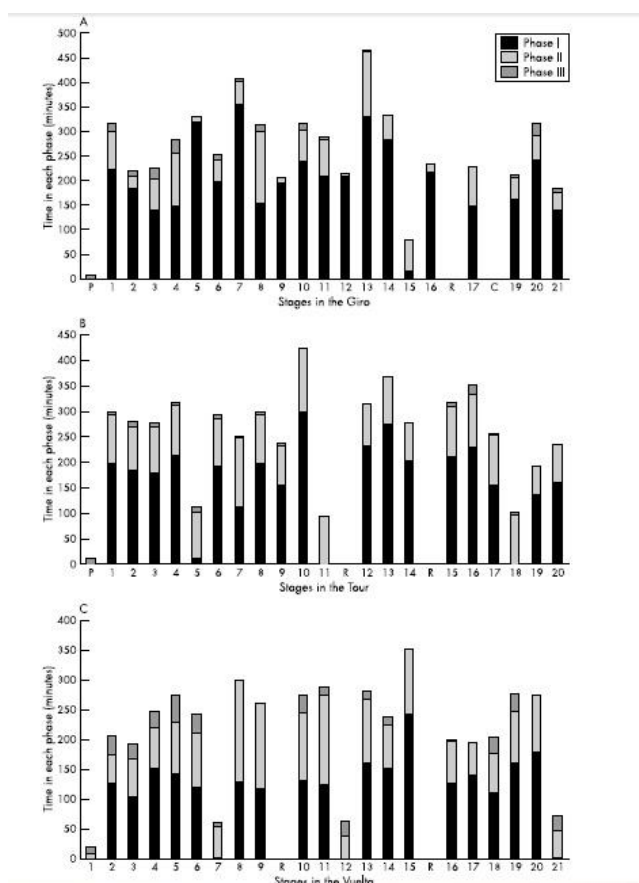 A
Time in each phase (minutes)
500
450
400
350
300
250
200
150
100
50
0
Phase I
Phase II
Phase III
P 1 2 3 4 5 6 7 8 9 10 11 12 13 14 15 16 R 17 C 19 20 21
Stages in the Giro
B
Time in each phase (minutes)
450
400
350
300
250
200
150
100
50
0
P 1 2 3 4 5 6 7 8 9 10 11 R 12 13 14 R 15 16 17 18 19 20
Stages in the Tour
C
Time in each phase (minutes)
400
350
300
250
200
150
100
50
0
1 2 3 4 5 6 7 8 9 R 10 11 12 13 14 15 R 16 17 18 19 20 21
Stages in the Vuelta